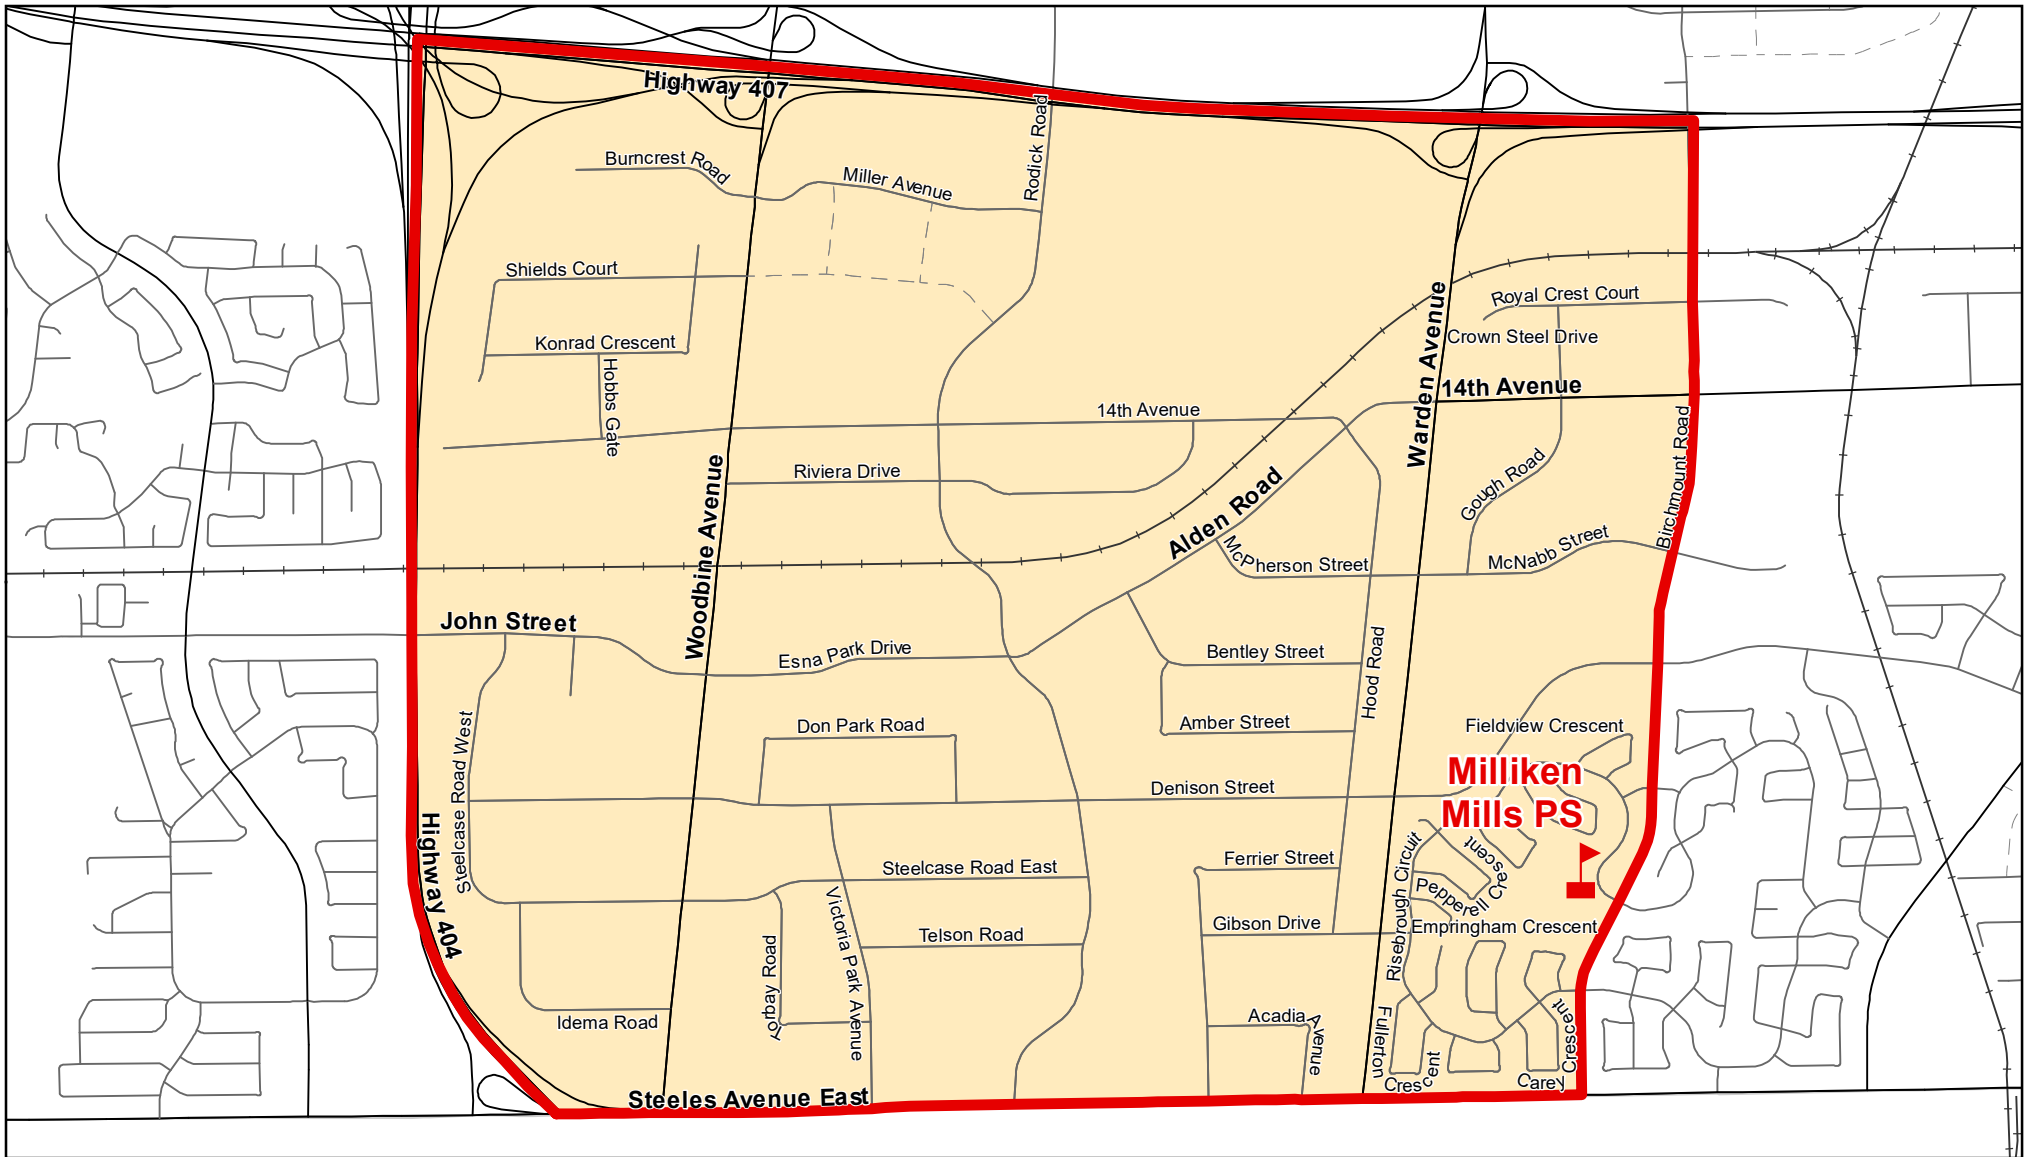 Highway 407
Rodick Road
Burncrest Road
Miller Avenue
Shields Court
Royal Crest Court
Konrad Crescent
Crown Steel Drive
Hobbs Gate
Warden Avenue
14th Avenue
14th Avenue
Birchmount Road
Riviera Drive
Gough Road
Woodbine Avenue
Alden Road
McPherson Street
McNabb Street
John Street
Esna Park Drive
Bentley Street
Hood Road
Steelcase Road West
Don Park Road
Amber Street
Fieldview Crescent
Milliken
Mills PS
Denison Street
Highway 404
Steelcase Road East
Ferrier Street
Risebrough Circuit
Pepperell Crescent
Crescent
Victoria Park Avenue
Telson Road
Gibson Drive
Empringham Crescent
Torbay Road
Idema Road
Acadia Avenue
Fullerton Crescent
Carey Crescent
Steeles Avenue East